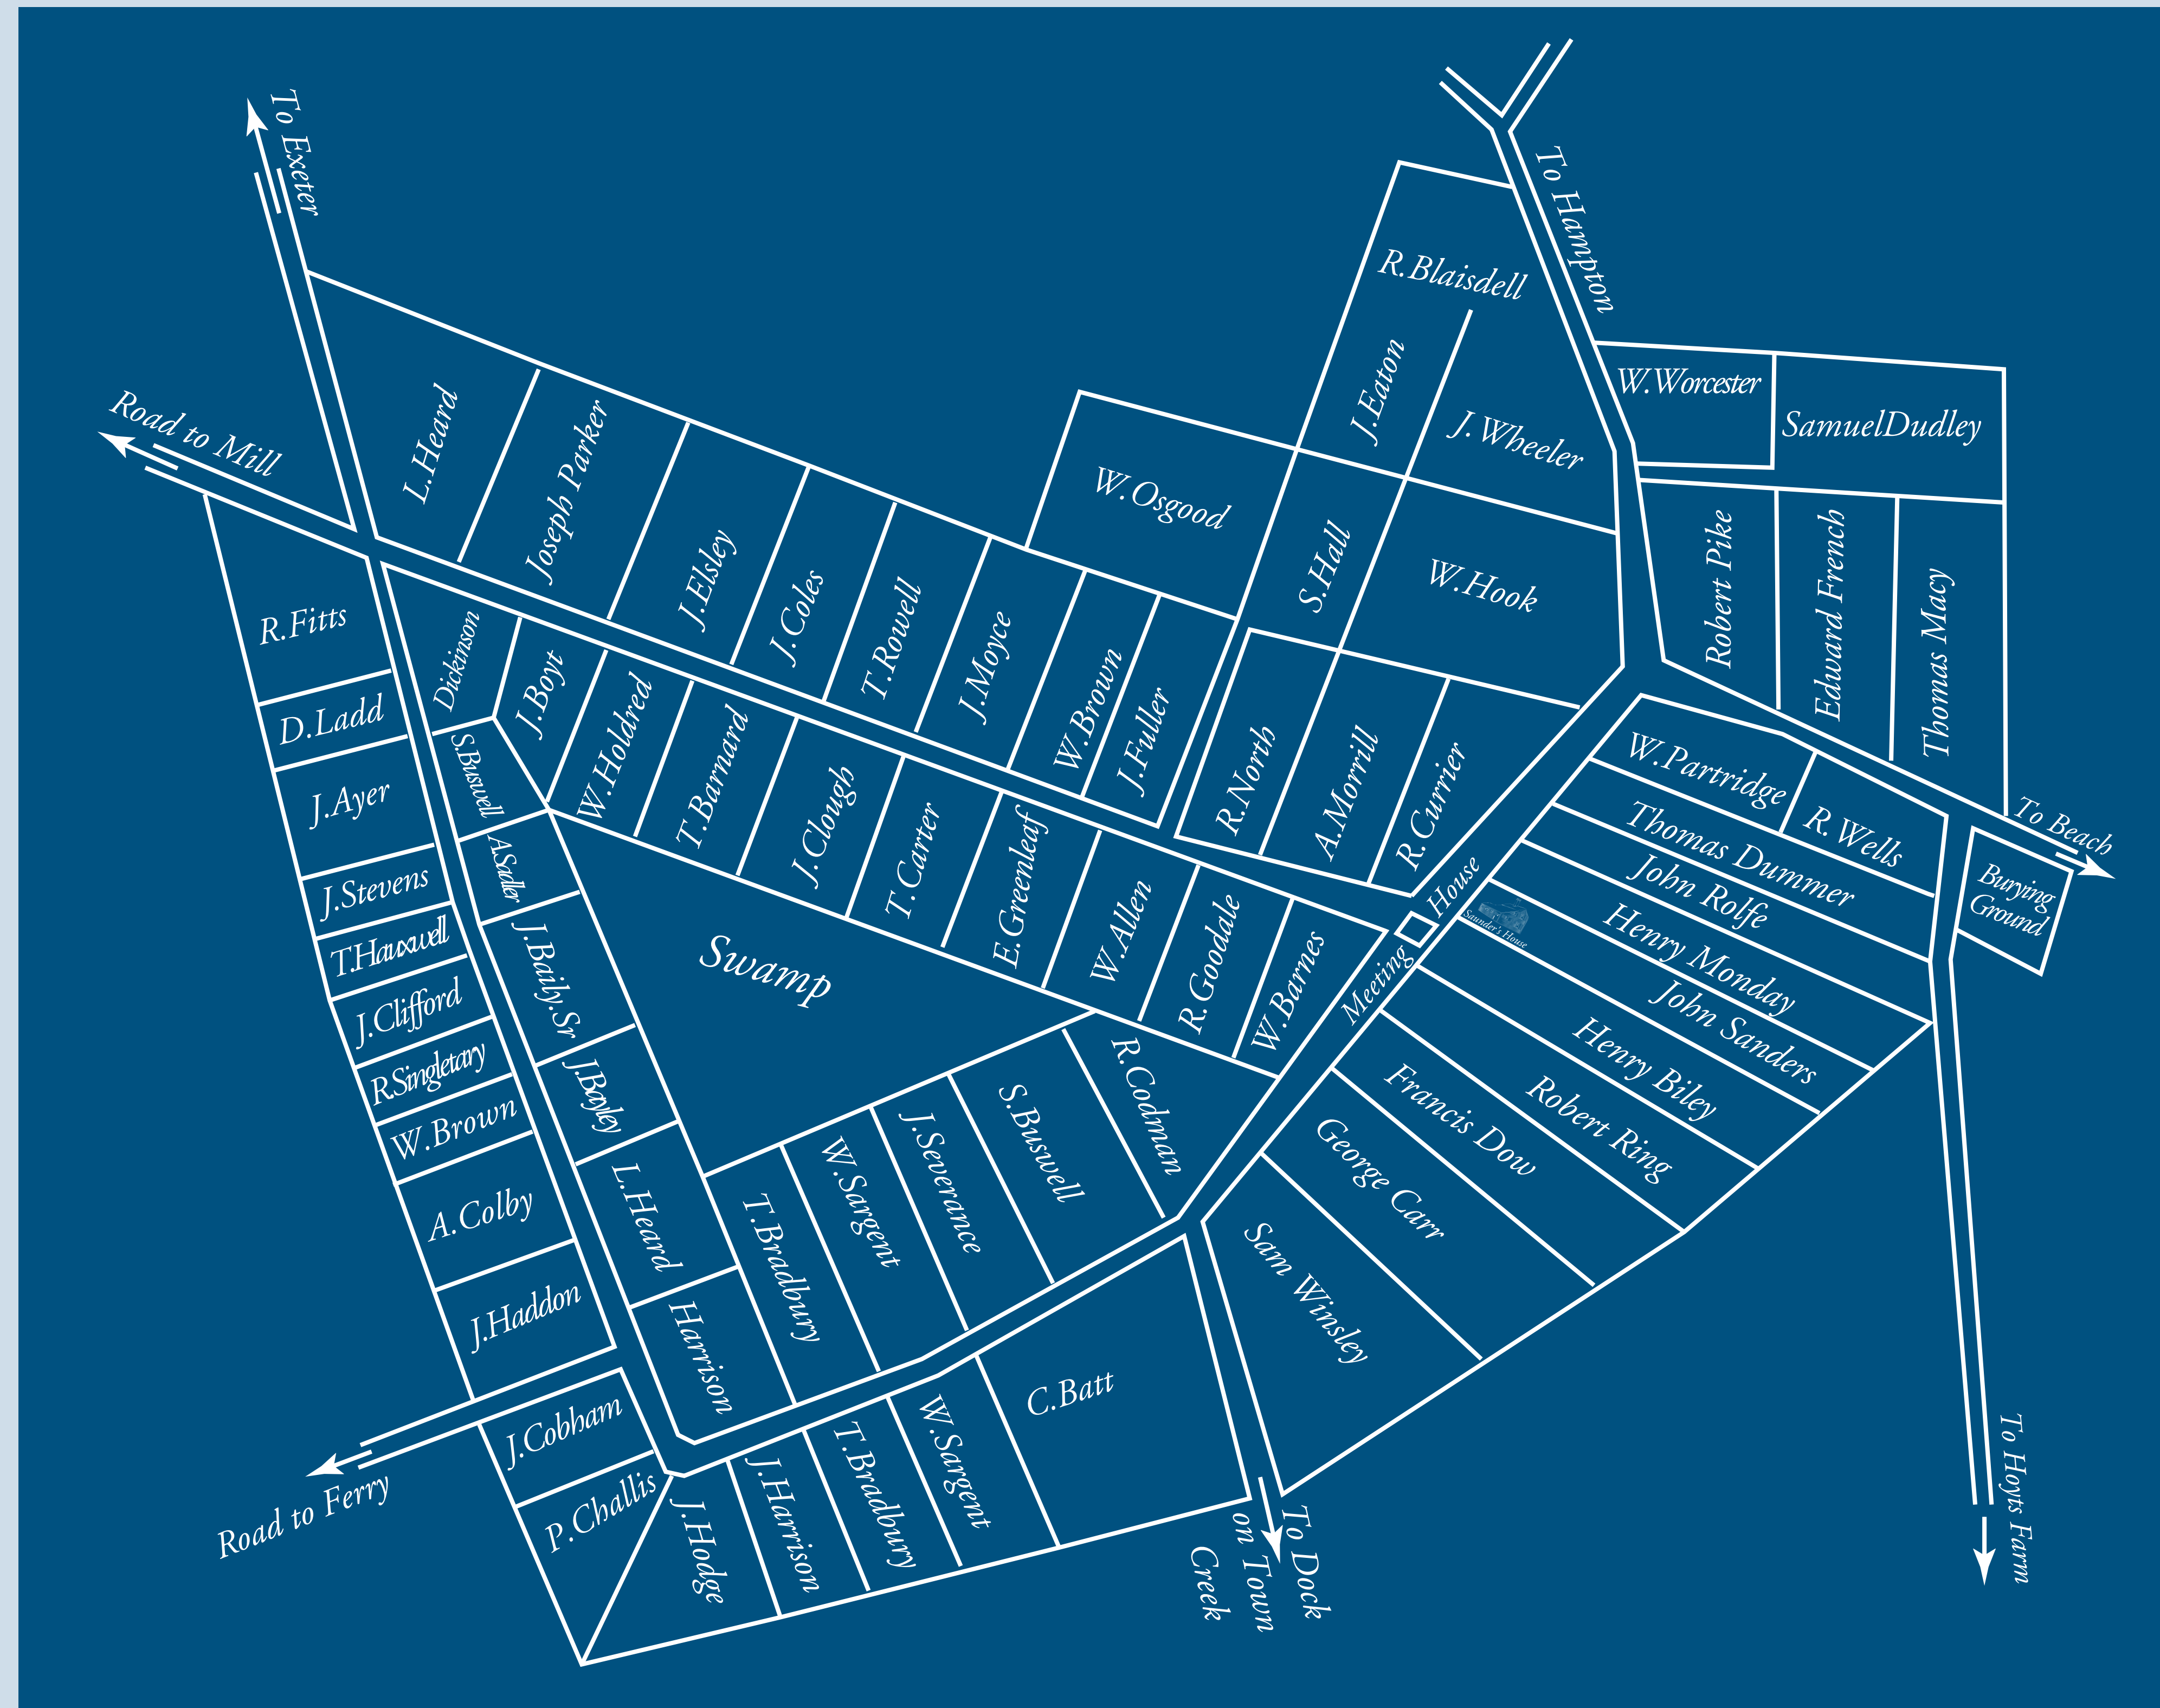 To Exeter
To Hampton
Road to Mill
R.Blaisdell
J.Eaton
J.Wheeler
W.Worcester
SamuelDudley
L.Heard
Joseph Parker
J.Elsley
J.Coles
T.Rowell
J.Moyce
W.Brown
J.Fuller
W.Osgood
S.Hall
W.Hook
Robert Pike
Edward French
Thomas Macy
R.North
A.Morrill
R.Currier
R.Fitts
D.Ladd
J.Ayer
J.Stevens
T.Hauxwell
J.Clifford
R.Singletary
W.Brown
A.Colby
J.Haddon
Dickinson
J.Boyt
W.Holdred
T.Barnard
J.Clough
T.Carter
E.Greenleaf
W.Allen
R.Goodale
W.Barnes
S.Buswell
A.Sadler
J.Baily.Sr
J.Bayley
L.Heard
Harrison
Swamp
T.Bradbury
W.Sargent
J.Severance
S.Buswell
R.Codman
Meeting House
W.Partridge
R.Wells
Thomas Dummer
John Rolfe
Henry Monday
Saunder's House
John Sanders
Henry Biley
Robert Ring
Francis Dow
George Carr
Sam Winsley
To Beach
Burying
Ground
J.Cobham
P.Challis
J.Hodge
J.Harrison
T.Bradbury
W.Sargent
C.Batt
Road to Ferry
To Dock
on Town
Creek
To Hoyts Farm